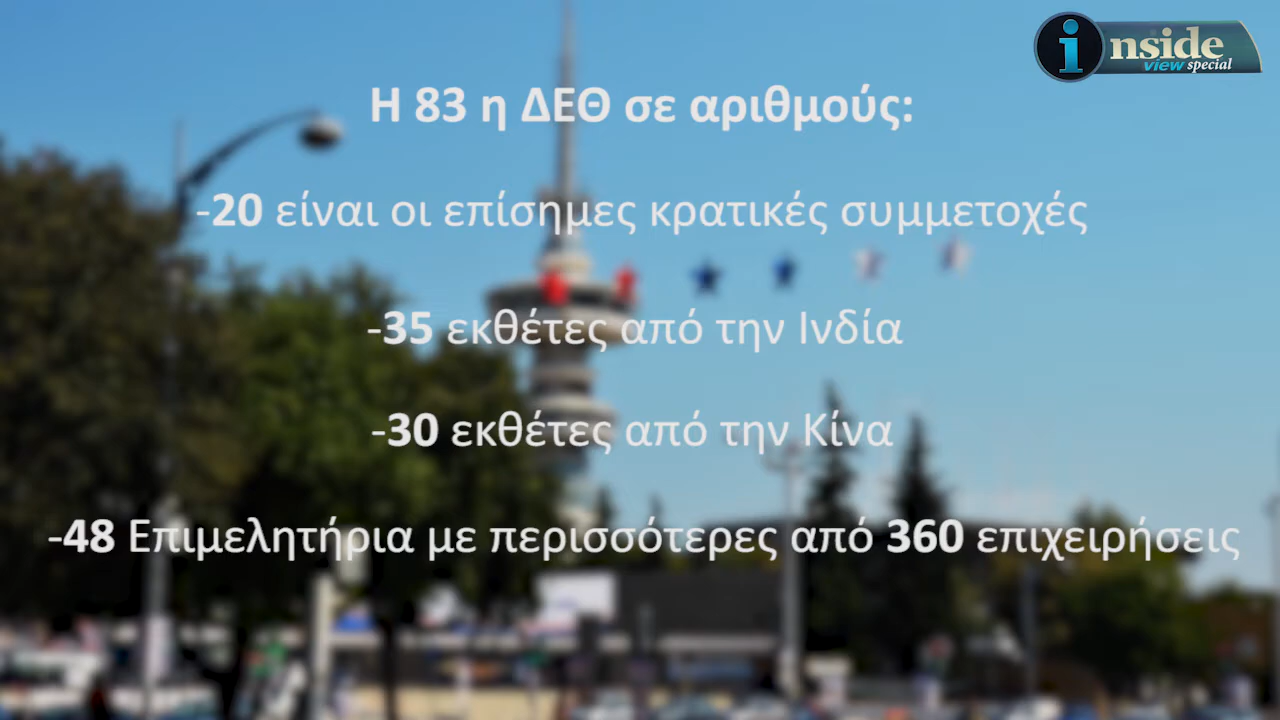 inside
view special
Η 83 η ΔΕΘ σε αριθμούς:
-20 είναι οι επίσημες κρατικές συμμετοχές
-35 εκθέτες από την Ινδία
-30 εκθέτες από την Κίνα
-48 Επιμελητήρια με περισσότερες από 360 επιχειρήσεις